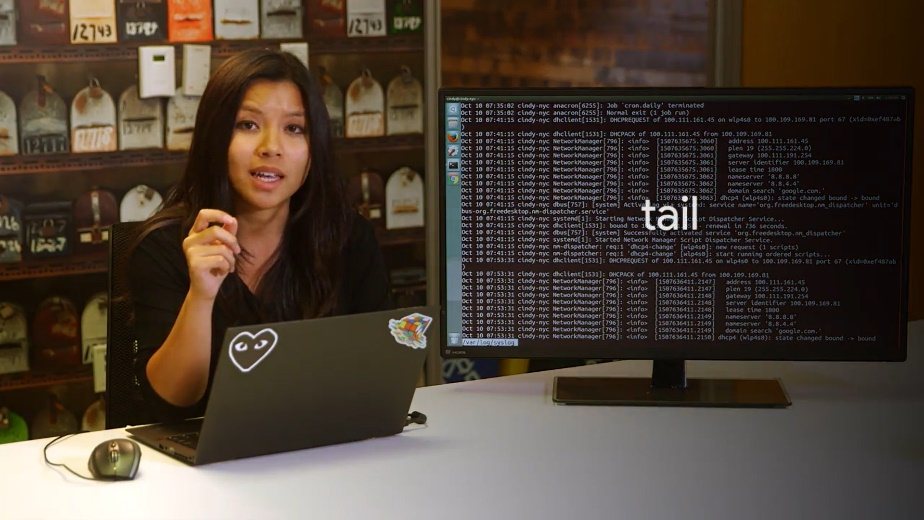 12743
tail
cindy@cindy-nyc
Oct 10 07:35:02 cindy-nyc anacron[6255]: Job `cron.daily' terminated
Oct 10 07:35:02 cindy-nyc anacron[6255]: Normal exit (1 job run)
Oct 10 07:41:15 cindy-nyc dhclient[1531]: DHCPREQUEST of 100.111.161.45 on wlp4s0 to 100.109.169.81 port 67 (xid=0xef487ab
)
Oct 10 07:41:15 cindy-nyc dhclient[1531]: DHCPACK of 100.111.161.45 from 100.109.169.81
Oct 10 07:41:15 cindy-nyc NetworkManager[796]: <info>  [1507635675.3060]   address 100.111.161.45
Oct 10 07:41:15 cindy-nyc NetworkManager[796]: <info>  [1507635675.3061]   plen 19 (255.255.224.0)
Oct 10 07:41:15 cindy-nyc NetworkManager[796]: <info>  [1507635675.3061]   gateway 100.111.191.254
Oct 10 07:41:15 cindy-nyc NetworkManager[796]: <info>  [1507635675.3061]   server identifier 100.109.169.81
Oct 10 07:41:15 cindy-nyc NetworkManager[796]: <info>  [1507635675.3061]   lease time 1800
Oct 10 07:41:15 cindy-nyc NetworkManager[796]: <info>  [1507635675.3062]   nameserver '8.8.8.8'
Oct 10 07:41:15 cindy-nyc NetworkManager[796]: <info>  [1507635675.3062]   nameserver '8.8.4.4'
Oct 10 07:41:15 cindy-nyc NetworkManager[796]: <info>  [1507635675.3062]   domain search 'google.com.'
Oct 10 07:41:15 cindy-nyc NetworkManager[796]: <info> 3063] dhcp4 (wlp4s0): state changed bound -> bound
Oct 10 07:41:15 cindy-nyc dbus[757]: [system] service name='org.freedesktop.nm_dispatcher' unit='d
bus-org.freedesktop.nm-dispatcher.service'
Oct 10 07:41:15 cindy-nyc systemd[1]: Starting Network Script Dispatcher Service...
Oct 10 07:41:15 cindy-nyc dhclient[1531]: bound to renewal in 736 seconds.
Oct 10 07:41:15 cindy-nyc dbus[757]: [system] Successfully activated service 'org.freedesktop.nm_dispatcher'
Oct 10 07:41:15 cindy-nyc systemd[1]: Started Network Manager Script Dispatcher Service.
Oct 10 07:41:15 cindy-nyc nm-dispatcher: req:1 'dhcp4-change' [wlp4s0]: new request (1 scripts)
Oct 10 07:41:15 cindy-nyc nm-dispatcher: req:1 'dhcp4-change' [wlp4s0]: start running ordered scripts...
Oct 10 07:53:31 cindy-nyc dhclient[1531]: DHCPREQUEST of 100.111.161.45 on wlp4s0 to 100.109.169.81 port 67 (xid=0xef487ab
)
Oct 10 07:53:31 cindy-nyc dhclient[1531]: DHCPACK of 100.111.161.45 from 100.109.169.81
Oct 10 07:53:31 cindy-nyc NetworkManager[796]: <info>  [1507636411.2147]   address 100.111.161.45
Oct 10 07:53:31 cindy-nyc NetworkManager[796]: <info>  [1507636411.2148]   plen 19 (255.255.224.0)
Oct 10 07:53:31 cindy-nyc NetworkManager[796]: <info>  [1507636411.2148]   gateway 100.111.191.254
Oct 10 07:53:31 cindy-nyc NetworkManager[796]: <info>  [1507636411.2148]   server identifier 100.109.169.81
Oct 10 07:53:31 cindy-nyc NetworkManager[796]: <info>  [1507636411.2148]   lease time 1800
Oct 10 07:53:31 cindy-nyc NetworkManager[796]: <info>  [1507636411.2149]   nameserver '8.8.8.8'
Oct 10 07:53:31 cindy-nyc NetworkManager[796]: <info>  [1507636411.2149]   nameserver '8.8.4.4'
Oct 10 07:53:31 cindy-nyc NetworkManager[796]: <info>  [1507636411.2149]   domain search 'google.com.'
Oct 10 07:53:31 cindy-nyc NetworkManager[796]: <info>  [1507636411.2150] dhcp4 (wlp4s0): state changed bound -> bound
/var/log/syslog